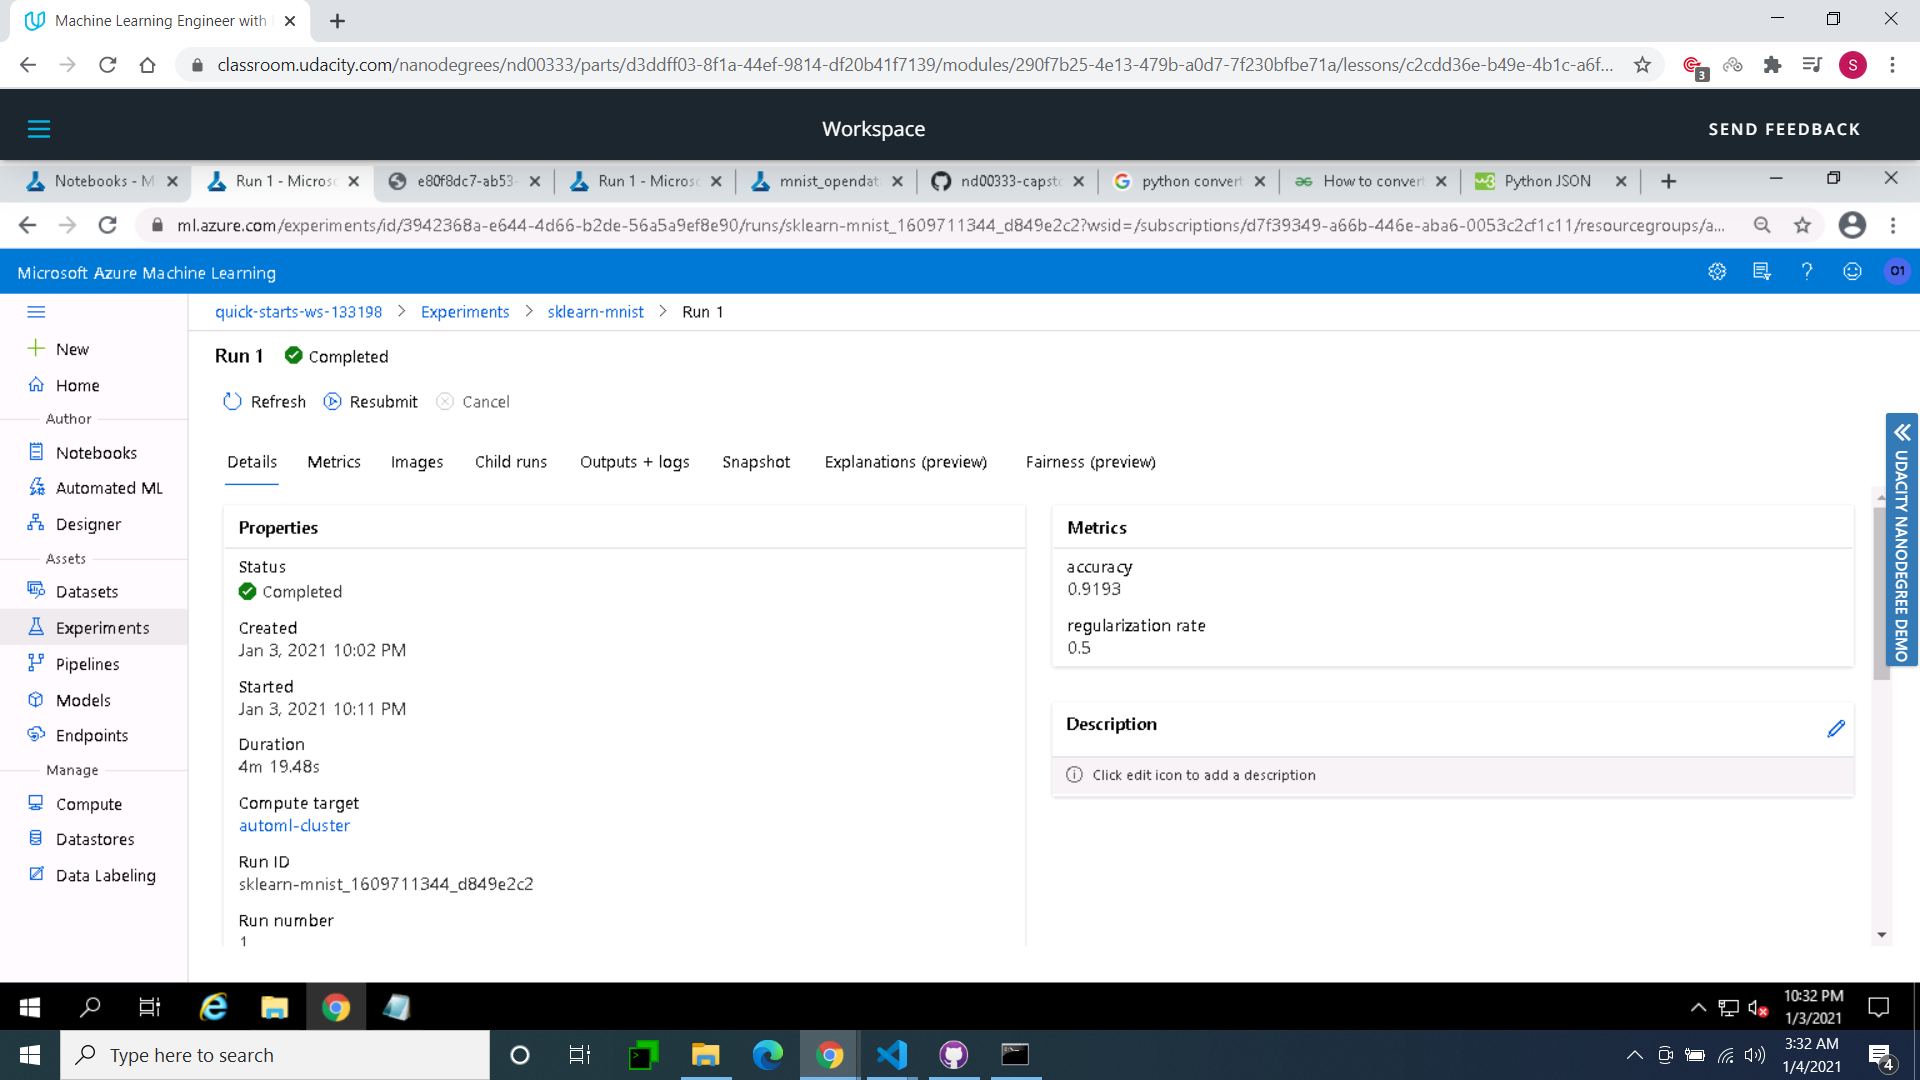 Machine Learning Engineer with
classroom.udacity.com/nanodegrees/nd00333/parts/d3ddff03-8f1a-44ef-9814-df20b41f7139/modules/290f7b25-4e13-479b-a0d7-7f230bfbe71a/lessons/c2cdd36e-b49e-4b1c-a6f...
3
S
Workspace
SEND FEEDBACK
Notebooks - M
Run 1 - Microsc
e80f8dc7-ab53-
Run 1 - Microsc
mnist_opendat
nd00333-capsto
python convert
How to convert
Python JSON
ml.azure.com/experiments/id/3942368a-e644-4d66-b2de-56a5a9ef8e90/runs/sklearn-mnist_1609711344_d849e2c2?wsid=/subscriptions/d7f39349-a66b-446e-aba6-0053c2cf1c11/resourcegroups/a...
Microsoft Azure Machine Learning
01
quick-starts-ws-133198 > Experiments > sklearn-mnist > Run 1
New
Home
Author
Notebooks
Automated ML
Designer
Assets
Datasets
Experiments
Pipelines
Models
Endpoints
Manage
Compute
Datastores
Data Labeling
Run 1 Completed
Refresh Resubmit Cancel
Details Metrics Images Child runs Outputs + logs Snapshot Explanations (preview) Fairness (preview)
Properties
Status
Completed
Created
Jan 3, 2021 10:02 PM
Started
Jan 3, 2021 10:11 PM
Duration
4m 19.48s
Compute target
automl-cluster
Run ID
sklearn-mnist_1609711344_d849e2c2
Run number
1
Metrics
accuracy
0.9193
regularization rate
0.5
Description
Click edit icon to add a description
UDACITY NANODEGREE DEMO
10:32 PM
1/3/2021
Type here to search
3:32 AM
1/4/2021
4